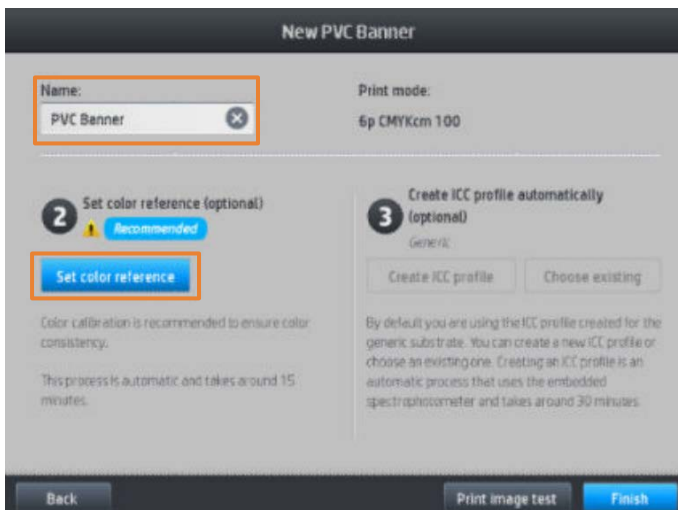 New PVC Banner
Name:
PVC Banner
Print mode:
6p CMYKcm 100
2
Set color reference (optional)
Recommended
Set color reference
Color calibration is recommended to ensure color
consistency.
This process is automatic and takes around 15
minutes.
3
Create ICC profile automatically
(optional)
Generic
Create ICC profile
Choose existing
By default you are using the ICC profile created for the
generic substrate. You can create a new ICC profile or
choose an existing one. Creating an ICC profile is an
automatic process that uses the embedded
spectrophotometer and takes around 30 minutes.
Back
Print image test
Finish